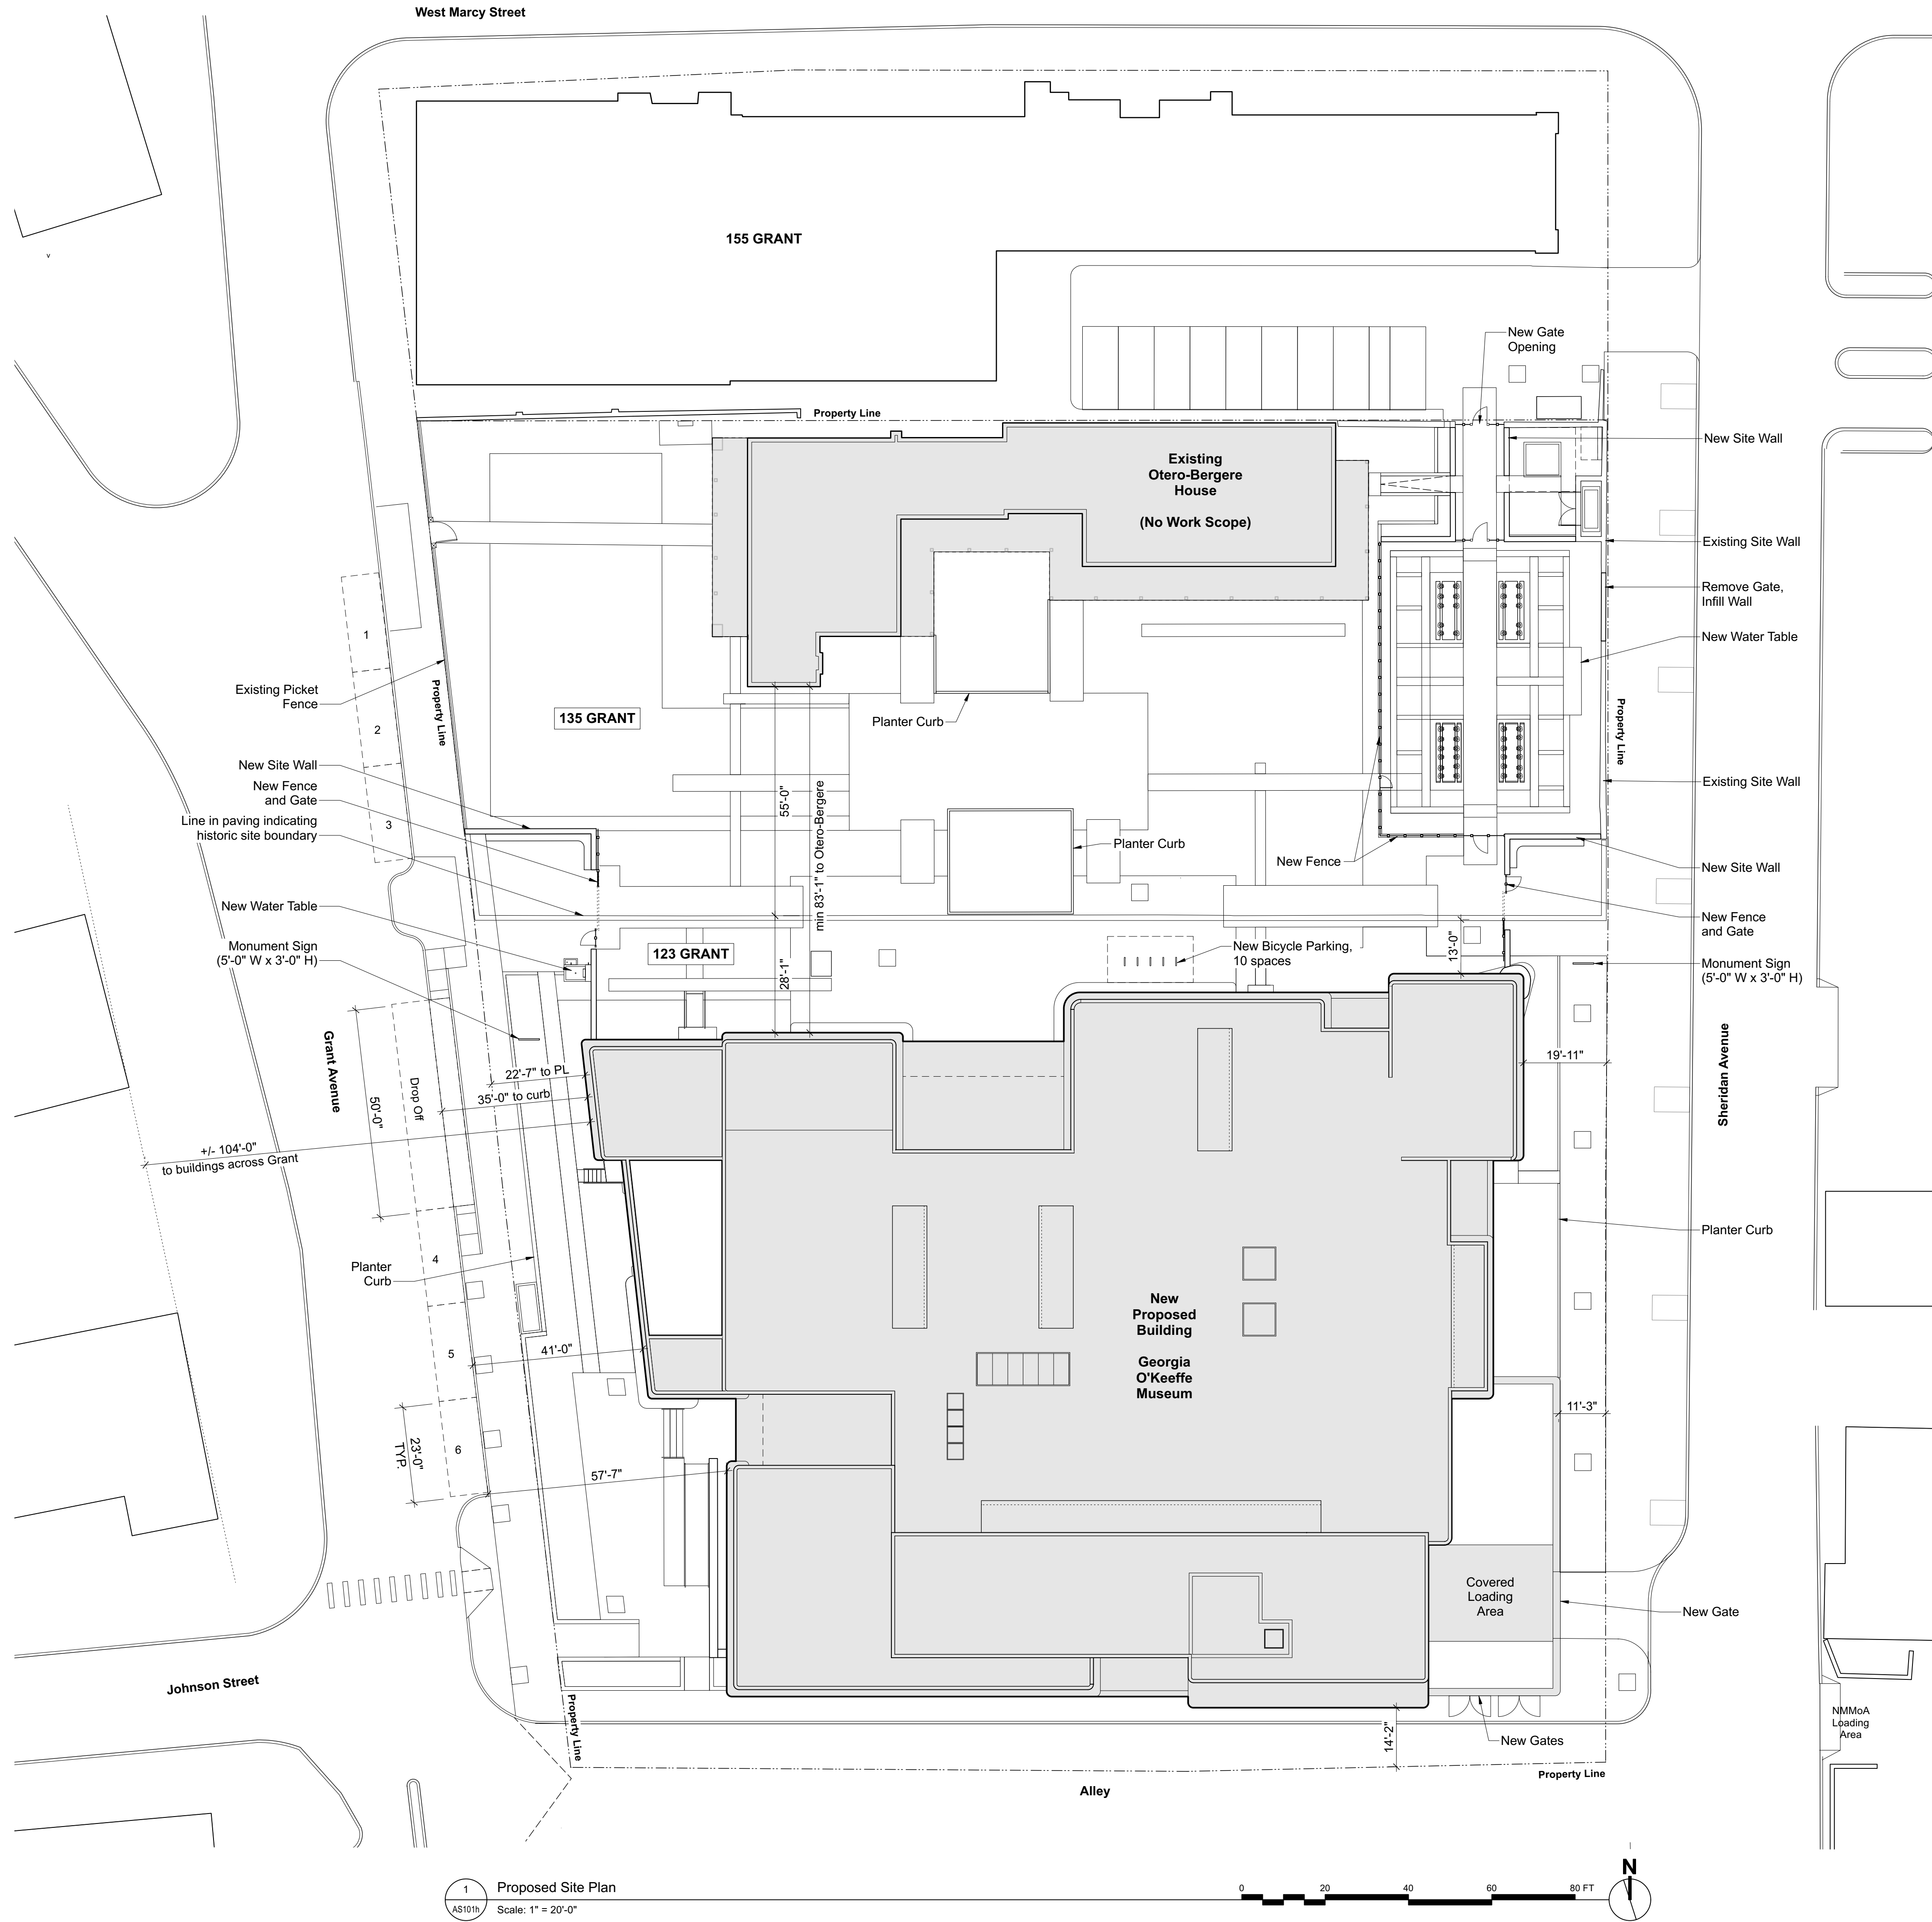 West Marcy Street
155 GRANT
v
New Gate
Opening
Property Line
New Site Wall
Existing
Otero-Bergere
House
(No Work Scope)
Existing Site Wall
Remove Gate,
Infill Wall
New Water Table
1
Existing Picket
Fence
Property Line
135 GRANT
Planter Curb
Property Line
2
New Site Wall
New Fence
and Gate
55'-0"
min 83'-1" to Otero-Bergere
Existing Site Wall
Line in paving indicating
historic site boundary
3
Planter Curb
New Fence
New Site Wall
New Water Table
New Fence
and Gate
Monument Sign
(5'-0" W x 3'-0" H)
123 GRANT
28'-1"
New Bicycle Parking,
10 spaces
13'-0"
Monument Sign
(5'-0" W x 3'-0" H)
Grant Avenue
50'-0"
Drop Off
22'-7" to PL
35'-0" to curb
19'-11"
Sheridan Avenue
+/- 104'-0"
to buildings across Grant
Planter Curb
4
Planter
Curb
5
41'-0"
New
Proposed
Building
Georgia
O'Keeffe
Museum
11'-3"
23'-0"
TYP.
6
57'-7"
Covered
Loading
Area
New Gate
Johnson Street
Property Line
14'-2"
New Gates
NMMoA
Loading
Area
Property Line
Alley
N
1
AS101h
Proposed Site Plan
Scale: 1" = 20'-0"
0 20 40 60 80 FT